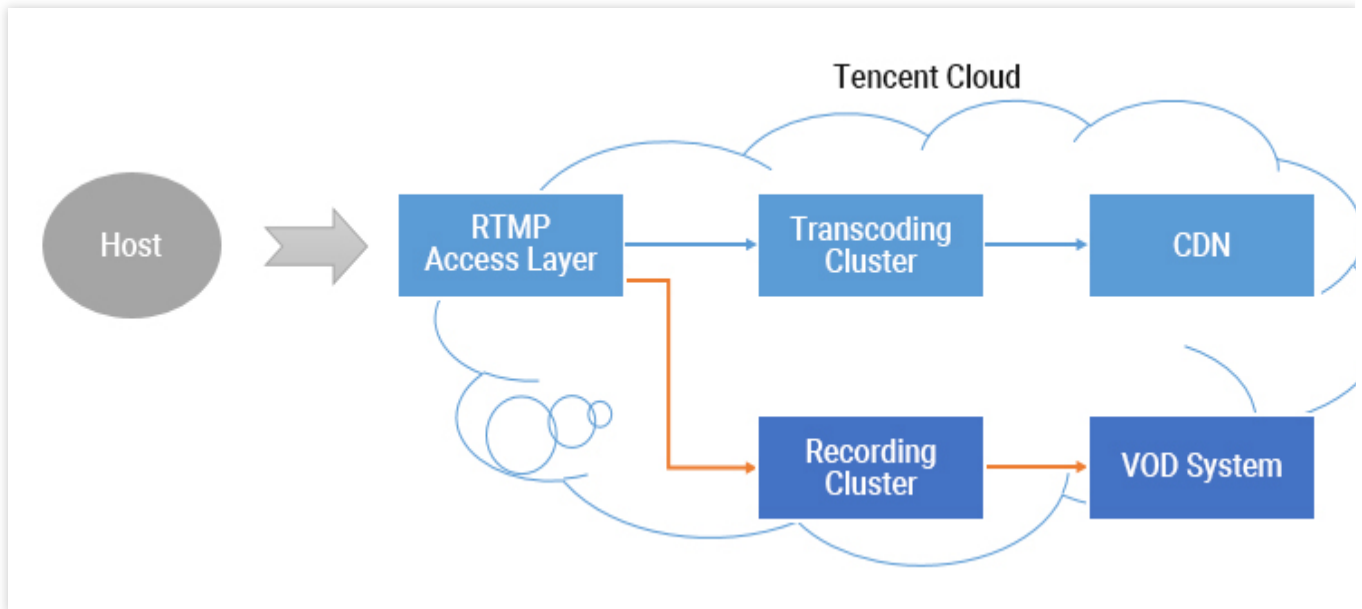 Tencent Cloud
Host
RTMP
Access Layer
Transcoding
Cluster
CDN
Recording
Cluster
VOD System